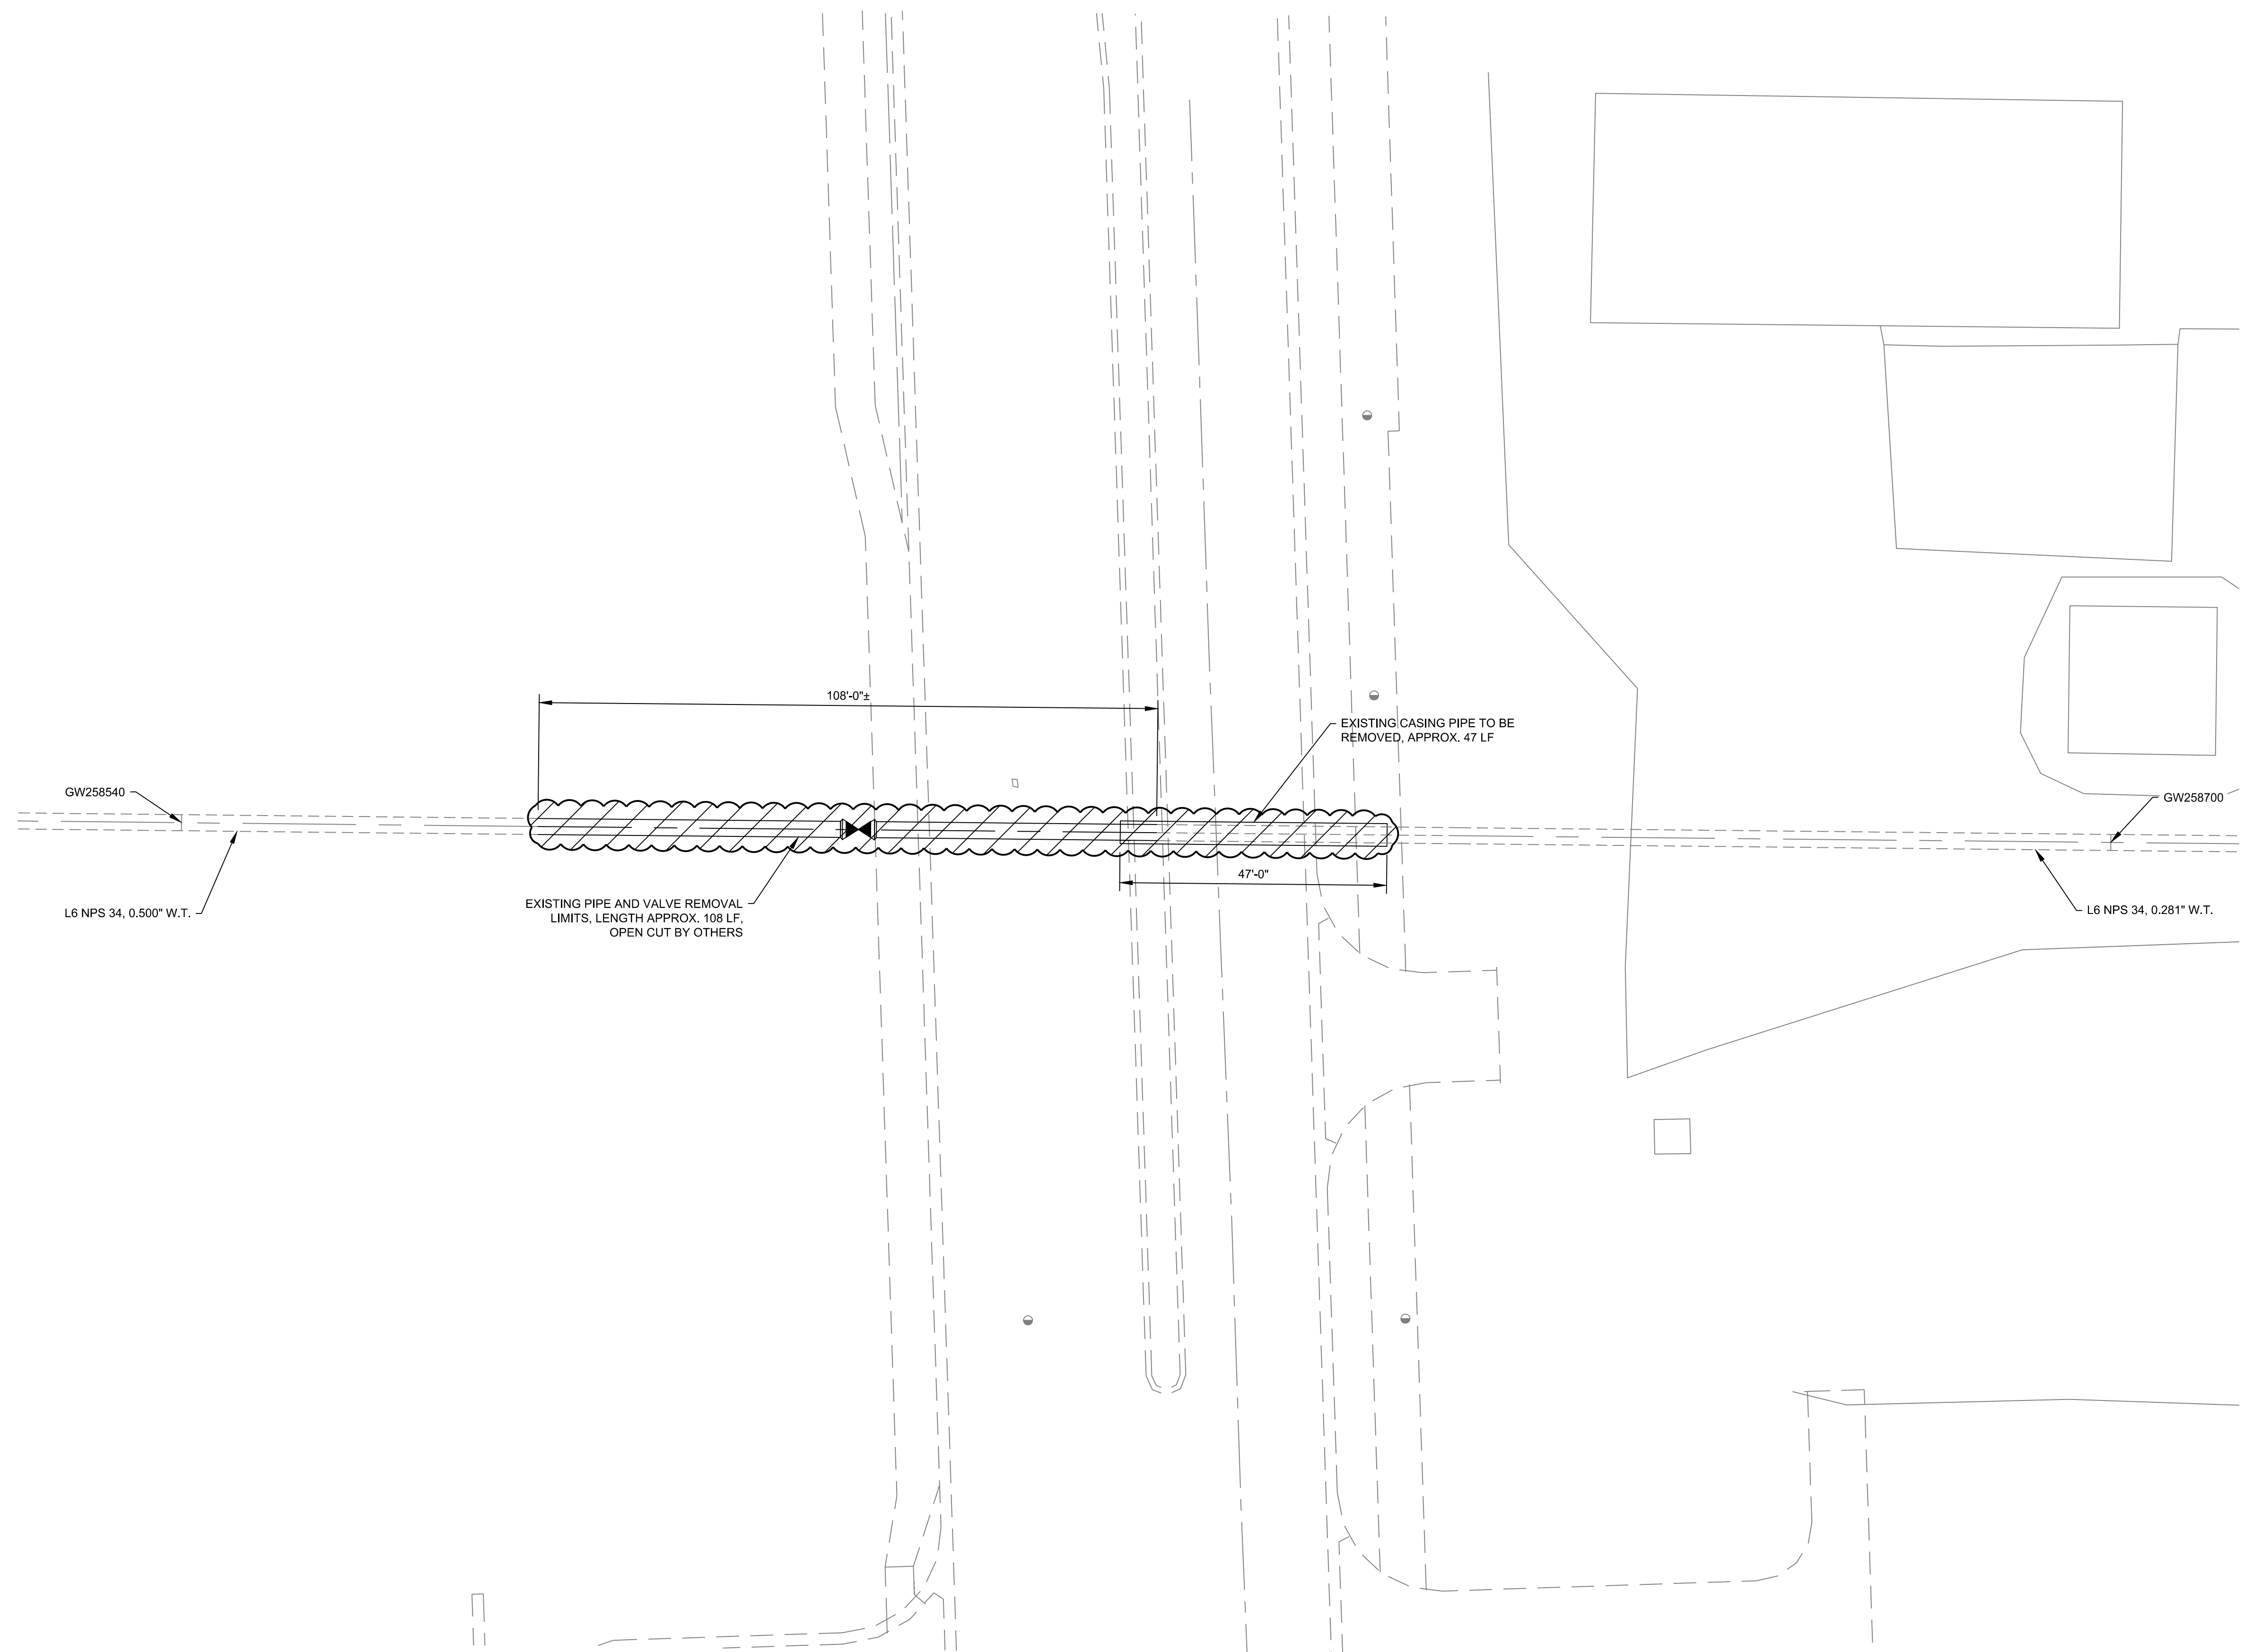 108'-0"±
EXISTING CASING PIPE TO BE
REMOVED, APPROX. 47 LF
GW258540
GW258700
47'-0"
EXISTING PIPE AND VALVE REMOVAL
LIMITS, LENGTH APPROX. 108 LF,
OPEN CUT BY OTHERS
L6 NPS 34, 0.500" W.T.
L6 NPS 34, 0.281" W.T.